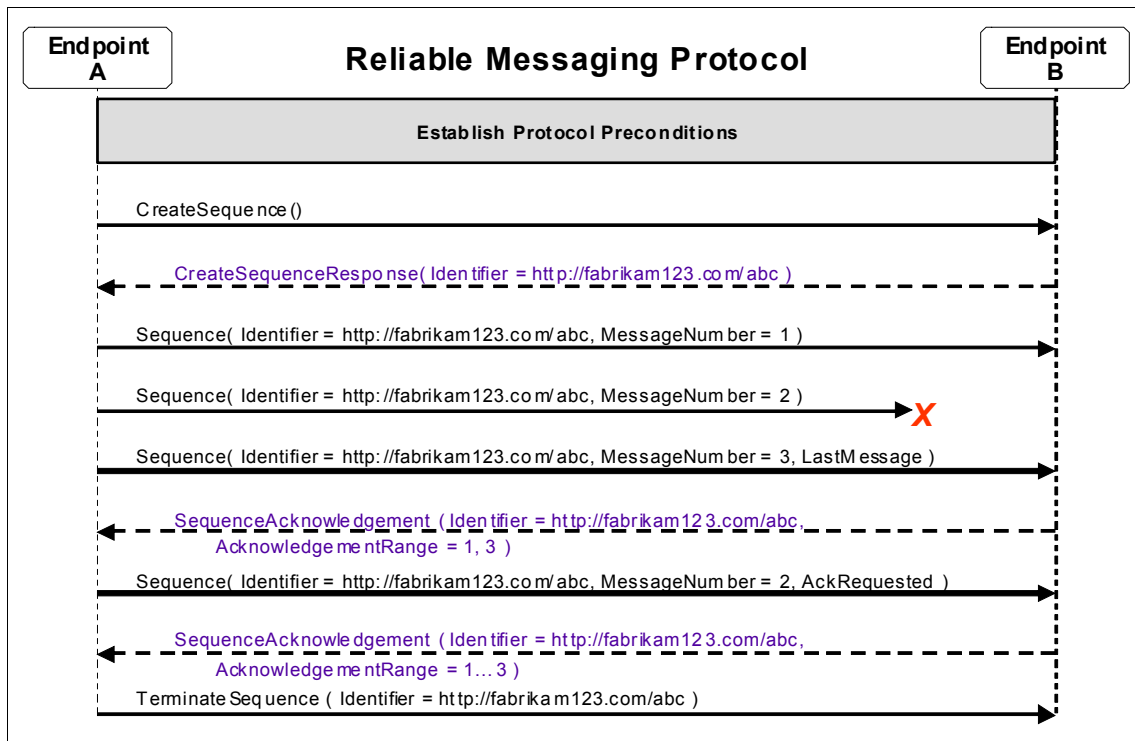 Endpoint
A
Reliable Messaging Protocol
Endpoint
B
Establish Protocol Preconditions
CreateSequence()
CreateSequenceResponse( Identifier = http://fabrikam123.com/abc )
Sequence( Identifier = http://fabrikam123.com/abc, MessageNumber = 1 )
Sequence( Identifier = http://fabrikam123.com/abc, MessageNumber = 2 )
X
Sequence( Identifier = http://fabrikam123.com/abc, MessageNumber = 3, LastMessage )
SequenceAcknowledgement ( Identifier = http://fabrikam123.com/abc,
AcknowledgementRange = 1, 3 )
Sequence( Identifier = http://fabrikam123.com/abc, MessageNumber = 2, AckRequested )
SequenceAcknowledgement ( Identifier = http://fabrikam123.com/abc,
AcknowledgementRange = 1... 3 )
TerminateSequence ( Identifier = http://fabrikam123.com/abc )